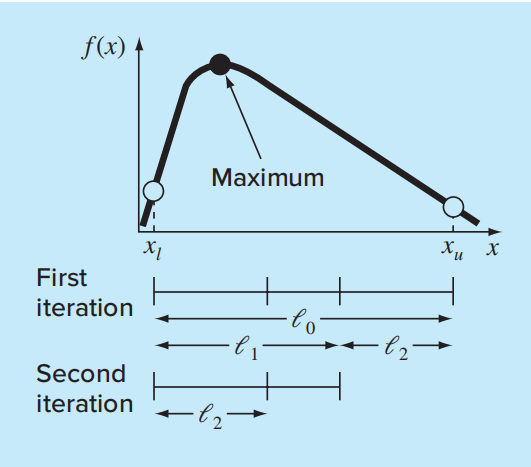 f(x)
Maximum
x_l
x_u
x
First
iteration
ℓ_0
ℓ_1
ℓ_2
Second
iteration
ℓ_2